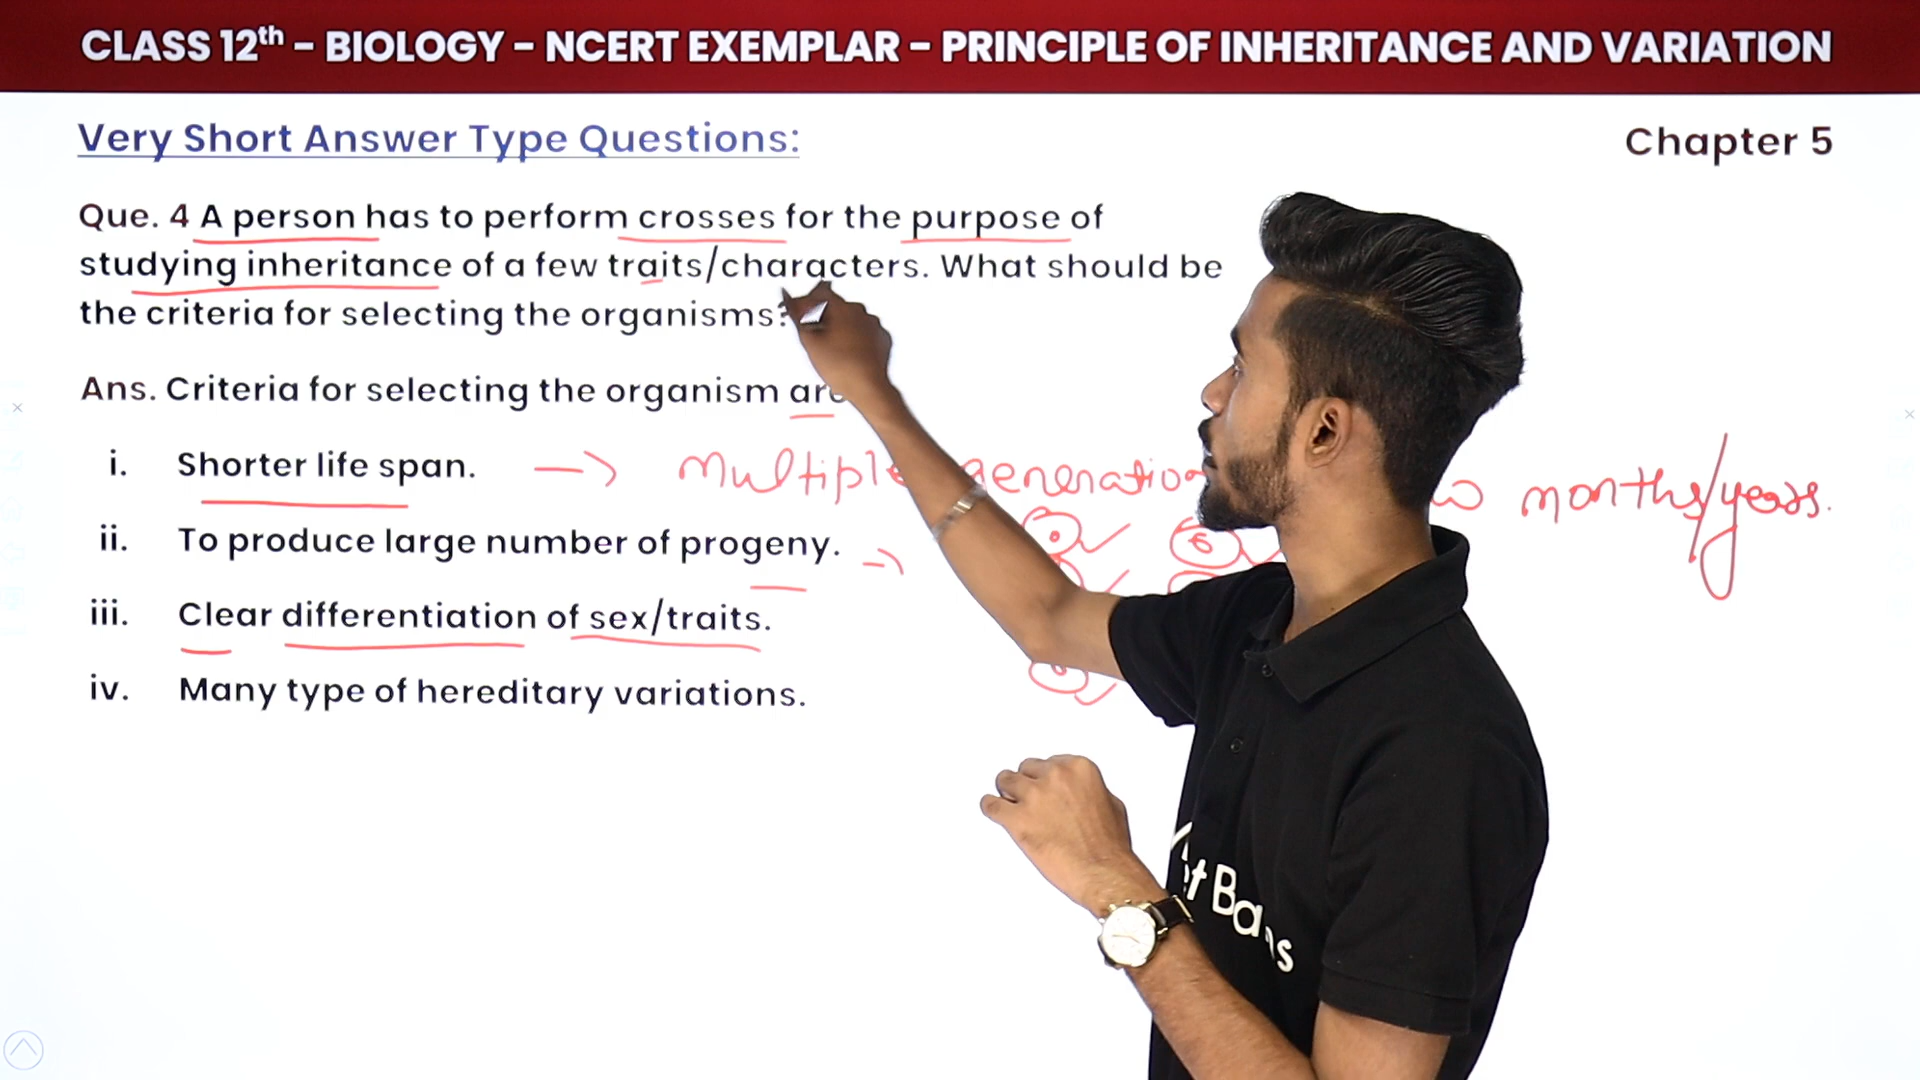 CLASS 12th – BIOLOGY – NCERT EXEMPLAR – PRINCIPLE OF INHERITANCE AND VARIATION
Very Short Answer Type Questions:
Chapter 5
Que. 4 A person has to perform crosses for the purpose of
studying inheritance of a few traits/characters. What should be
the criteria for selecting the organisms?
Ans. Criteria for selecting the organism are
i. Shorter life span. → Multiple generation months/years.
ii. To produce large number of progeny. →
iii. Clear differentiation of sex/traits.
iv. Many type of hereditary variations.